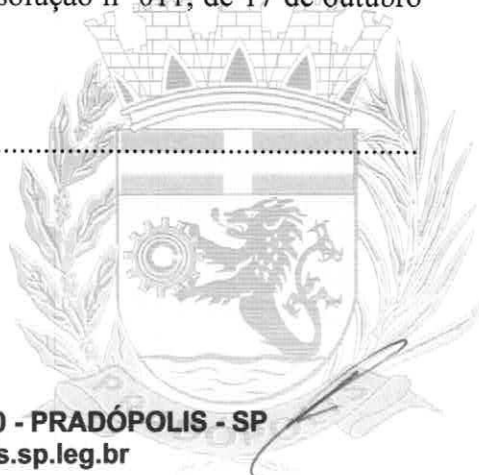 solução nº 011, de 17 de outubro
....................................................................
0 - PRADÓPOLIS - SP
s.sp.leg.br